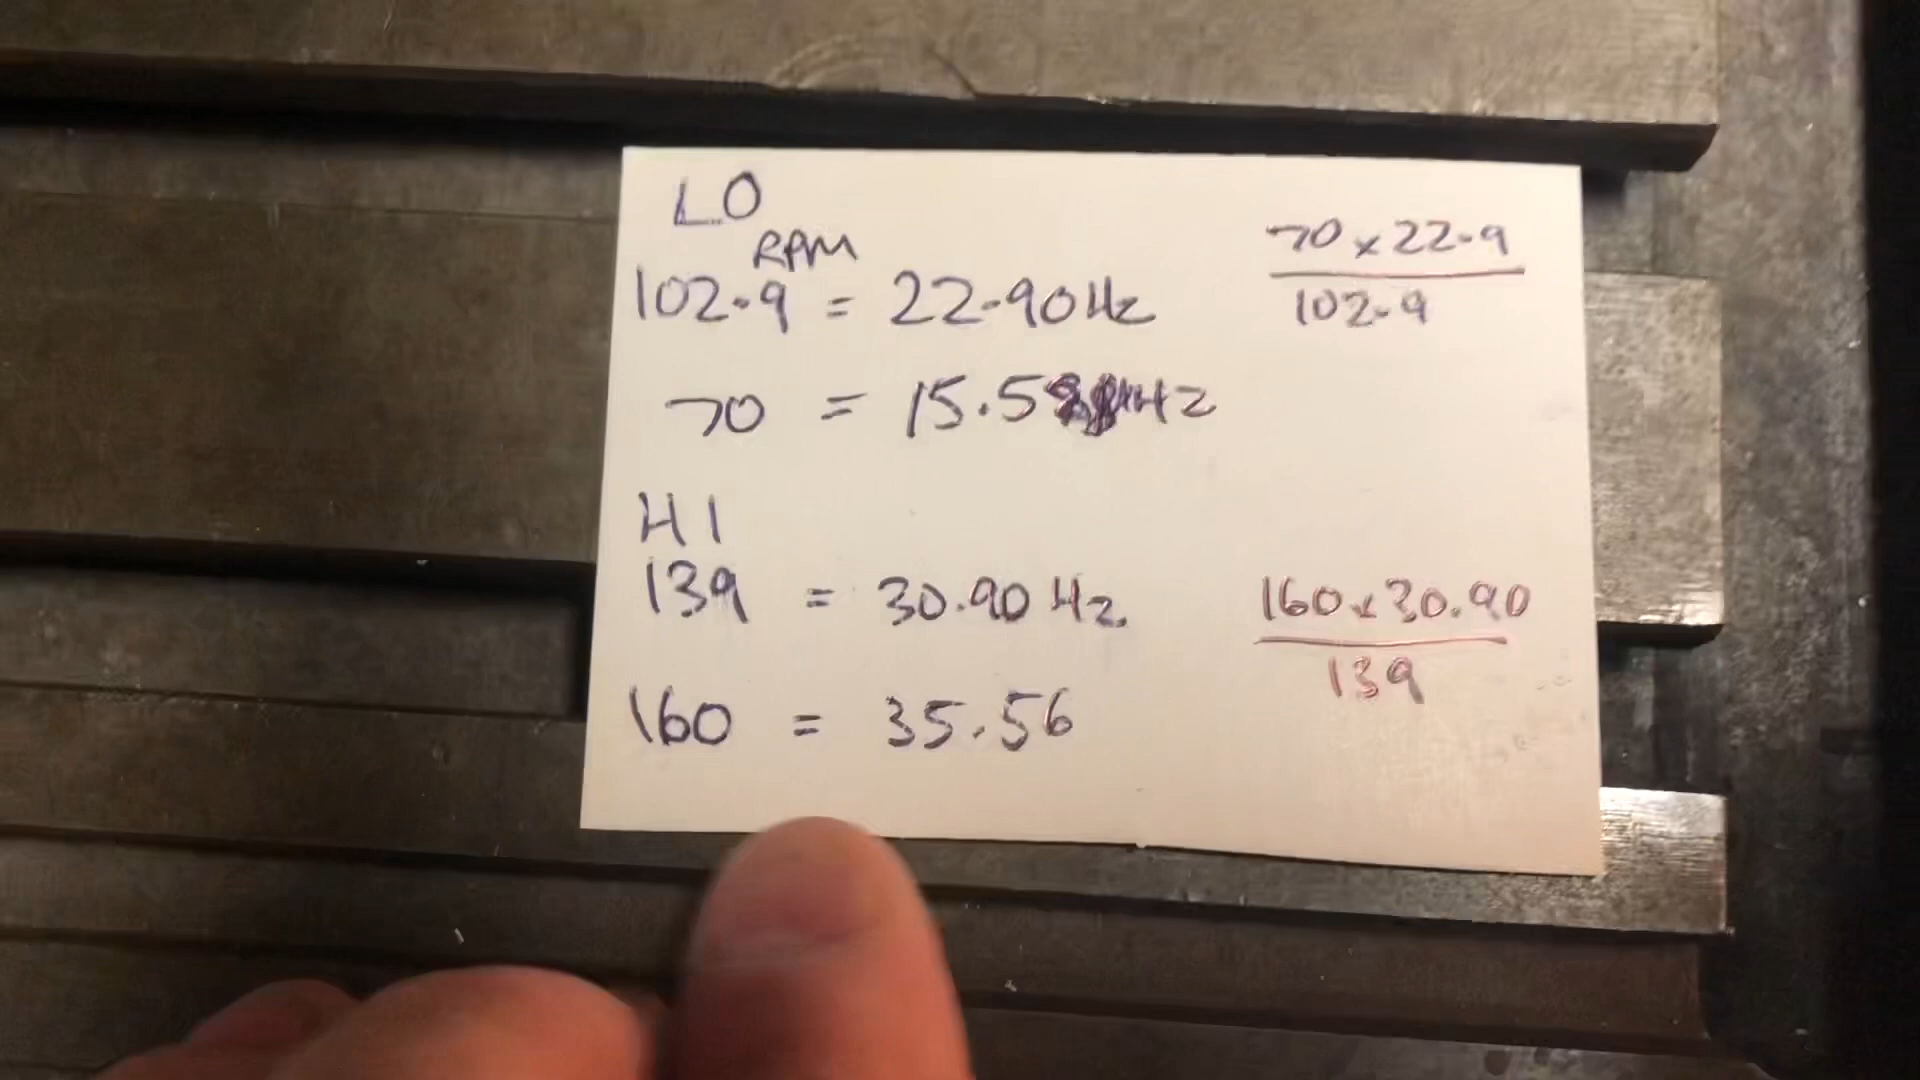 LO
RPM
102.9 = 22.90Hz
70 x 22.9
102.9
70 = 15.5 Hz
HI
139 = 30.90 Hz
160 x 30.90
139
160 = 35.56